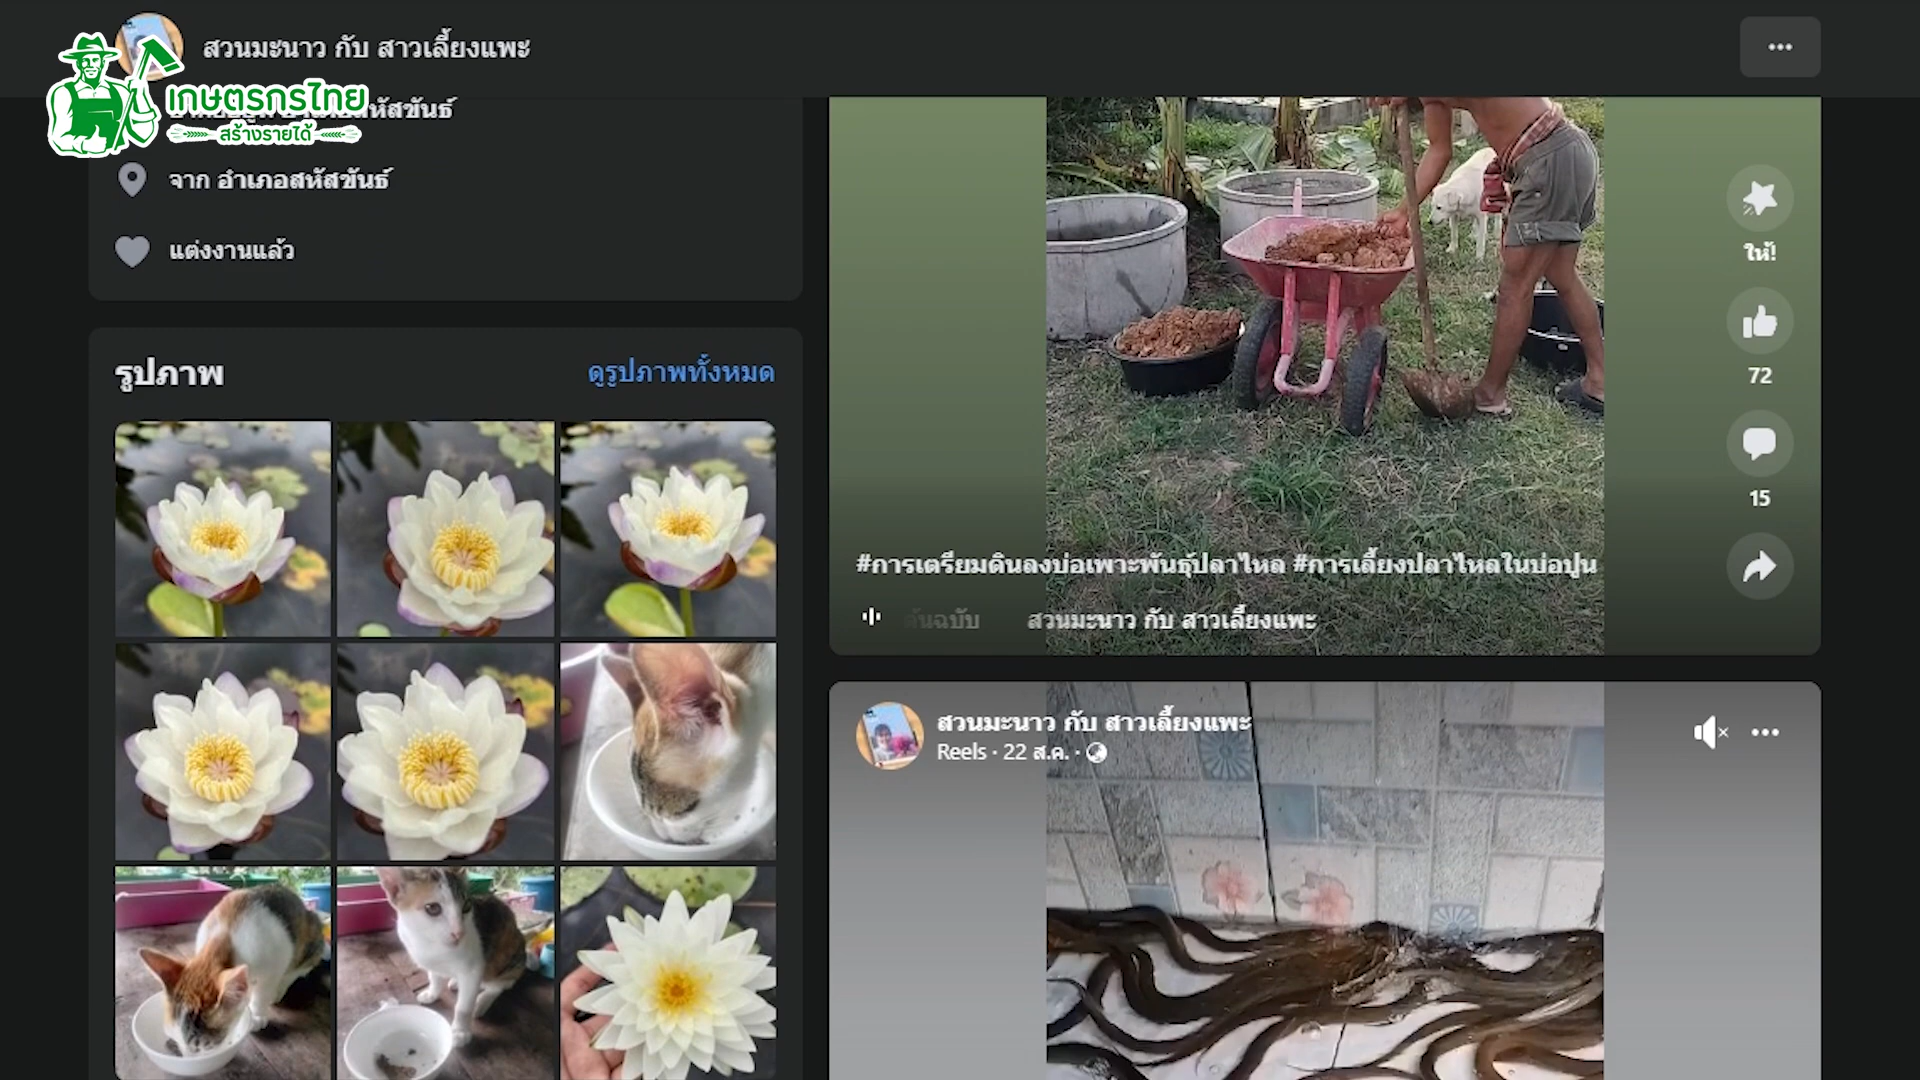 สวนมะนาว กับ สาวเลี้ยงแพะ
เกษตรกรไทย
สร้างรายได้
จาก อำเภอสหัสขันธ์
แต่งงานแล้ว
รูปภาพ
ดูรูปภาพทั้งหมด
ให้!
72
15
#การเตรียมดินลงบ่อเพาะพันธุ์ปลาไหล #การเลี้ยงปลาไหลในบ่อปูน
ต้นฉบับ
สวนมะนาว กับ สาวเลี้ยงแพะ
สวนมะนาว กับ สาวเลี้ยงแพะ
Reels · 22 ส.ค. ·